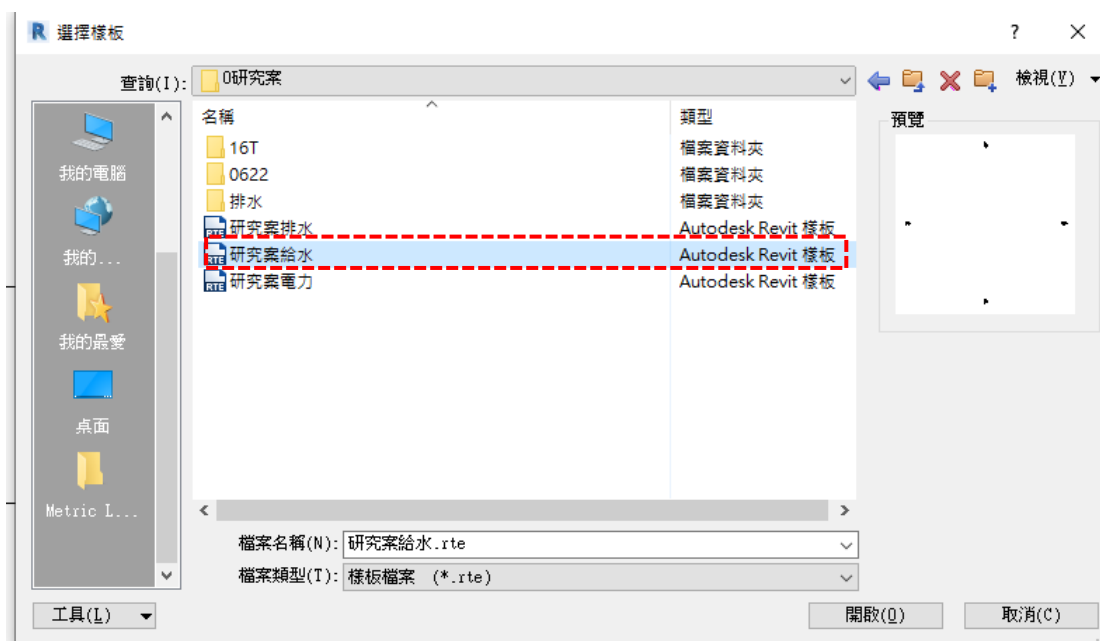 選擇樣板
?
查詢(I):
0研究案
檢視(V)
我的電腦
我的...
我的最愛
桌面
Metric L...
名稱
類型
16T
檔案資料夾
0622
檔案資料夾
排水
檔案資料夾
RTE
研究案排水
Autodesk Revit 樣板
RTE
研究案給水
Autodesk Revit 樣板
RTE
研究案電力
Autodesk Revit 樣板
預覽
檔案名稱(N):
研究案給水.rte
檔案類型(T):
樣板檔案 (*.rte)
工具(L)
開啟(O)
取消(C)